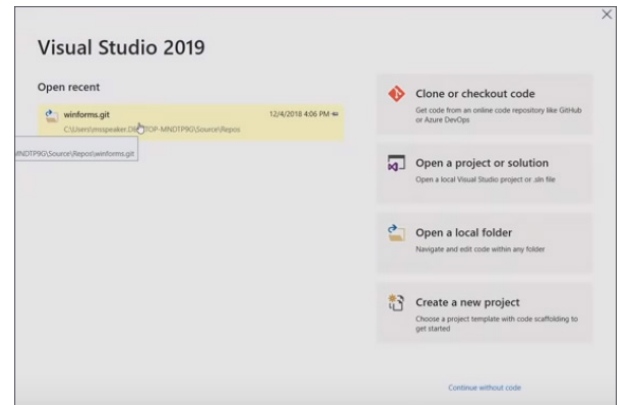 Visual Studio 2019
Open recent
winforms.git 12/4/2018 4:06 PM
TOP-MNDTP9G\Source\Repos
MNDTP9G\Source\Repos\winforms.git
Clone or checkout code
Get code from an online code repository like GitHub
or Azure DevOps
Open a project or solution
Open a local Visual Studio project or .sln file
Open a local folder
Navigate and edit code within any folder
Create a new project
Choose a project template with code scaffolding to
get started
Continue without code